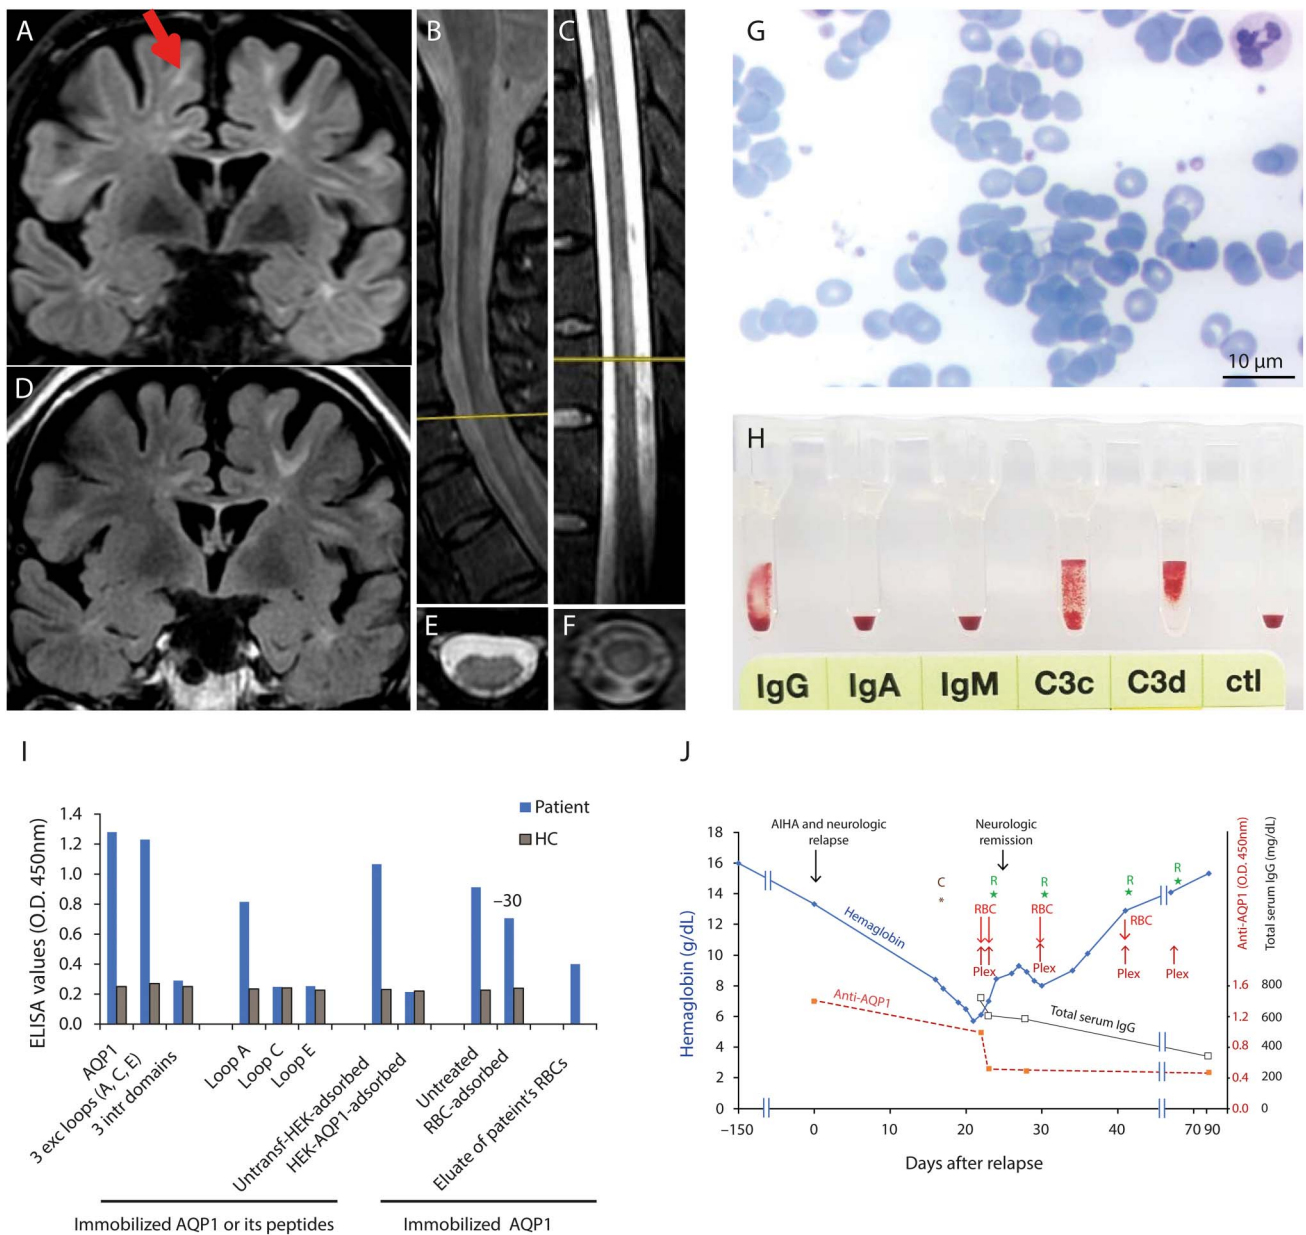 A
B
C
G
10 µm
D
H
E
F
IgG IgA IgM C3c C3d ctl
I
ELISA values (O.D. 450nm)
1.4
1.2
1.0
0.8
0.6
0.4
0.2
0.0
Patient
HC
–30
AQP1
3 exc loops (A, C, E)
3 intr domains
Loop A
Loop C
Loop E
Untransf-HEK-adsorbed
HEK-AQP1-adsorbed
Untreated
RBC-adsorbed
Eluate of pateint's RBCs
Immobilized AQP1 or its peptides
Immobilized AQP1
J
Hemaglobin (g/dL)
18
16
14
12
10
8
6
4
2
0
AIHA and neurologic
relapse
Neurologic
remission
C
*
R
★
R
★
R
★
R
★
RBC
RBC
RBC
Plex
Plex
Plex
Plex
Hemaglobin
Anti-AQP1
Total serum IgG
1.6
1.2
0.8
0.4
0.0
800
600
400
200
0
Anti-AQP1 (O.D. 450nm)
Total serum IgG (mg/dL)
–150 0 10 20 30 40 70 90
Days after relapse